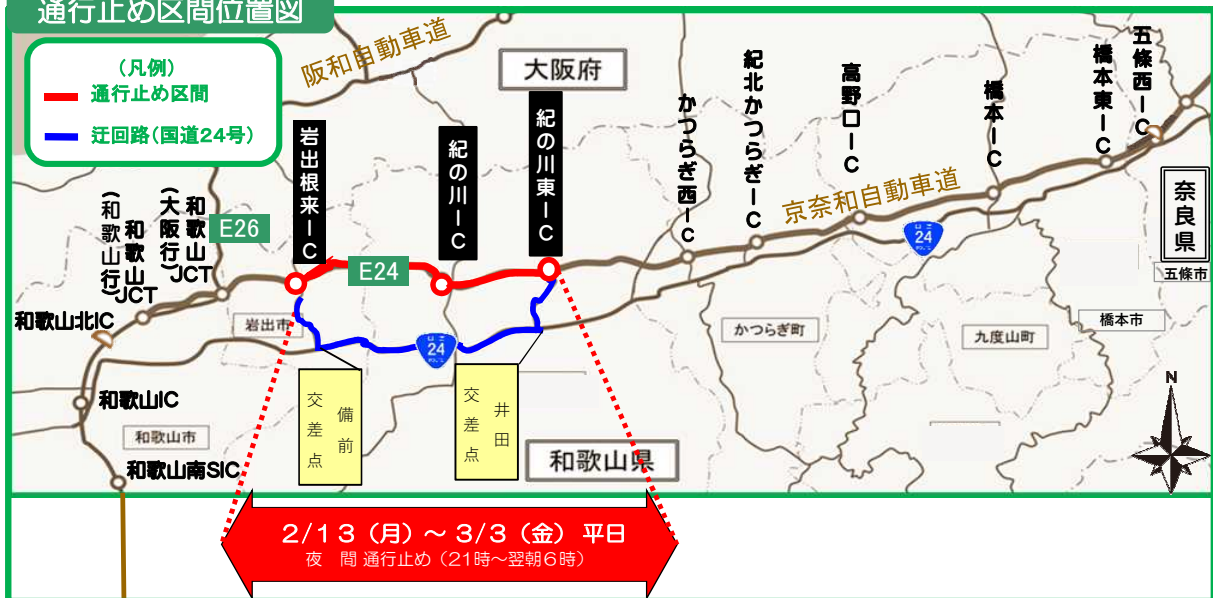 通行止め区間位置図
(凡例)
通行止め区間
迂回路(国道24号)
阪和自動車道
大阪府
岩出根来IC
紀の川IC
紀の川東IC
かつらぎ西IC
紀北かつらぎIC
高野口IC
橋本IC
橋本東IC
五條西IC
京奈和自動車道
奈良県
五條市
和歌山JCT
(和歌山行)
和歌山JCT
(大阪行)
E26
E24
24
24
和歌山北IC
岩出市
かつらぎ町
九度山町
橋本市
和歌山IC
和歌山市
和歌山南SIC
備前
交差点
井田
交差点
和歌山県
N
2/13(月)~3/3(金)平日
夜 間 通行止め(21時~翌朝6時)